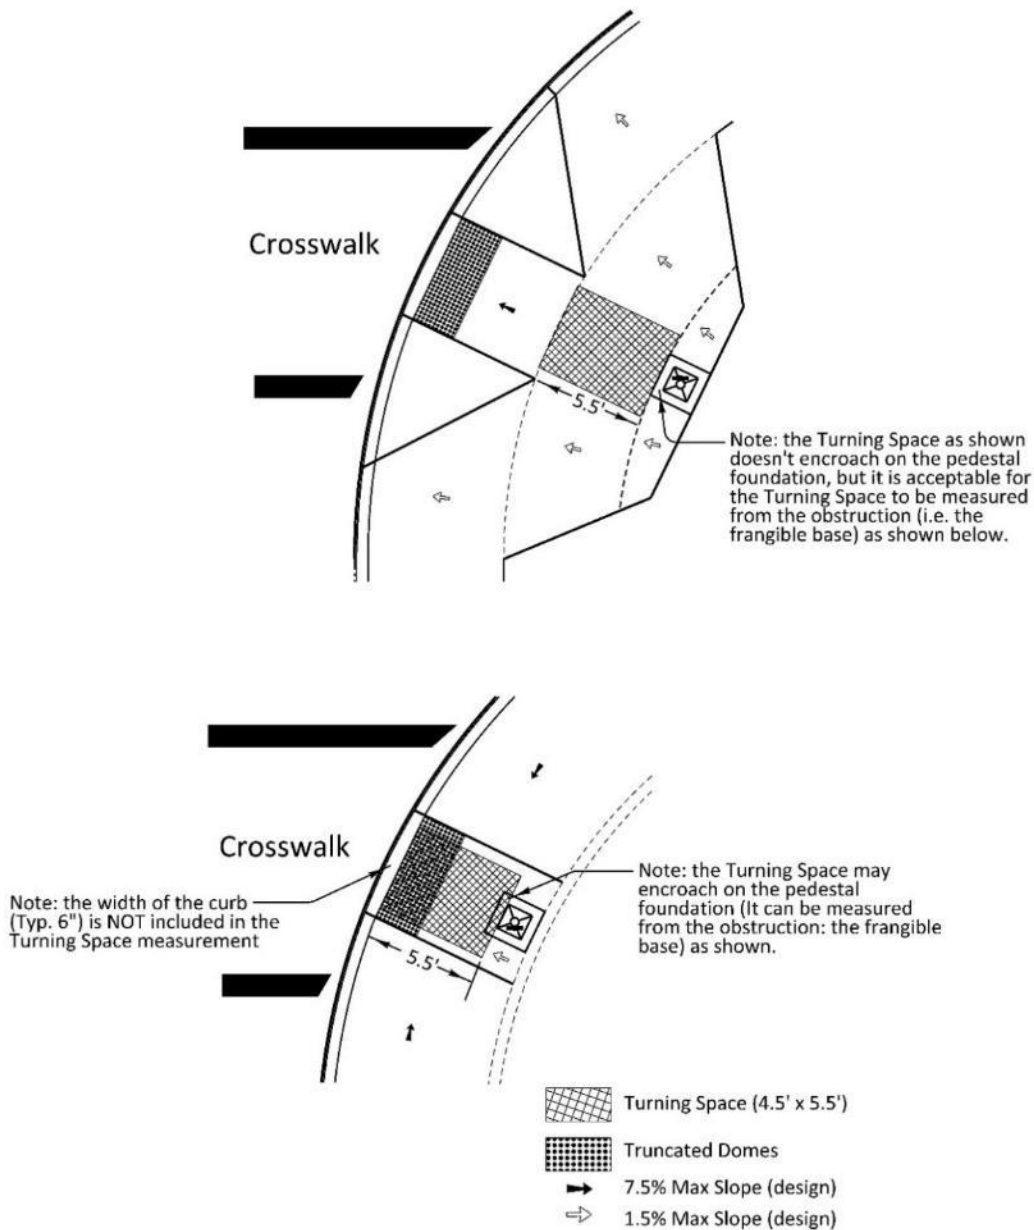 Crosswalk
5.5'
Note: the Turning Space as shown
doesn't encroach on the pedestal
foundation, but it is acceptable for
the Turning Space to be measured
from the obstruction (i.e. the
frangible base) as shown below.
Crosswalk
Note: the width of the curb
(Typ. 6") is NOT included in the
Turning Space measurement
5.5'
Note: the Turning Space may
encroach on the pedestal
foundation (It can be measured
from the obstruction: the frangible
base) as shown.
Turning Space (4.5' x 5.5')
Truncated Domes
7.5% Max Slope (design)
1.5% Max Slope (design)